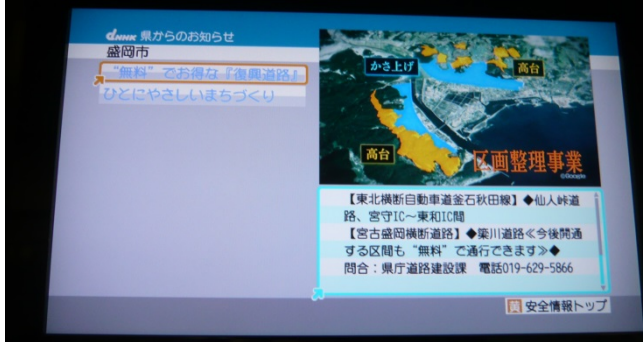 dNHK 県からのお知らせ
盛岡市
“無料”でお得な『復興道路』
ひとにやさしいまちづくり
かさ上げ
高台
高台
区画整理事業
©Google
【東北横断自動車道釜石秋田線】◆仙人峠道
路、宮守IC～東和IC間
【宮古盛岡横断道路】◆簗川道路≪今後開通
する区間も“無料”で通行できます≫◆
問合：県庁道路建設課 電話019-629-5866
黄 安全情報トップ